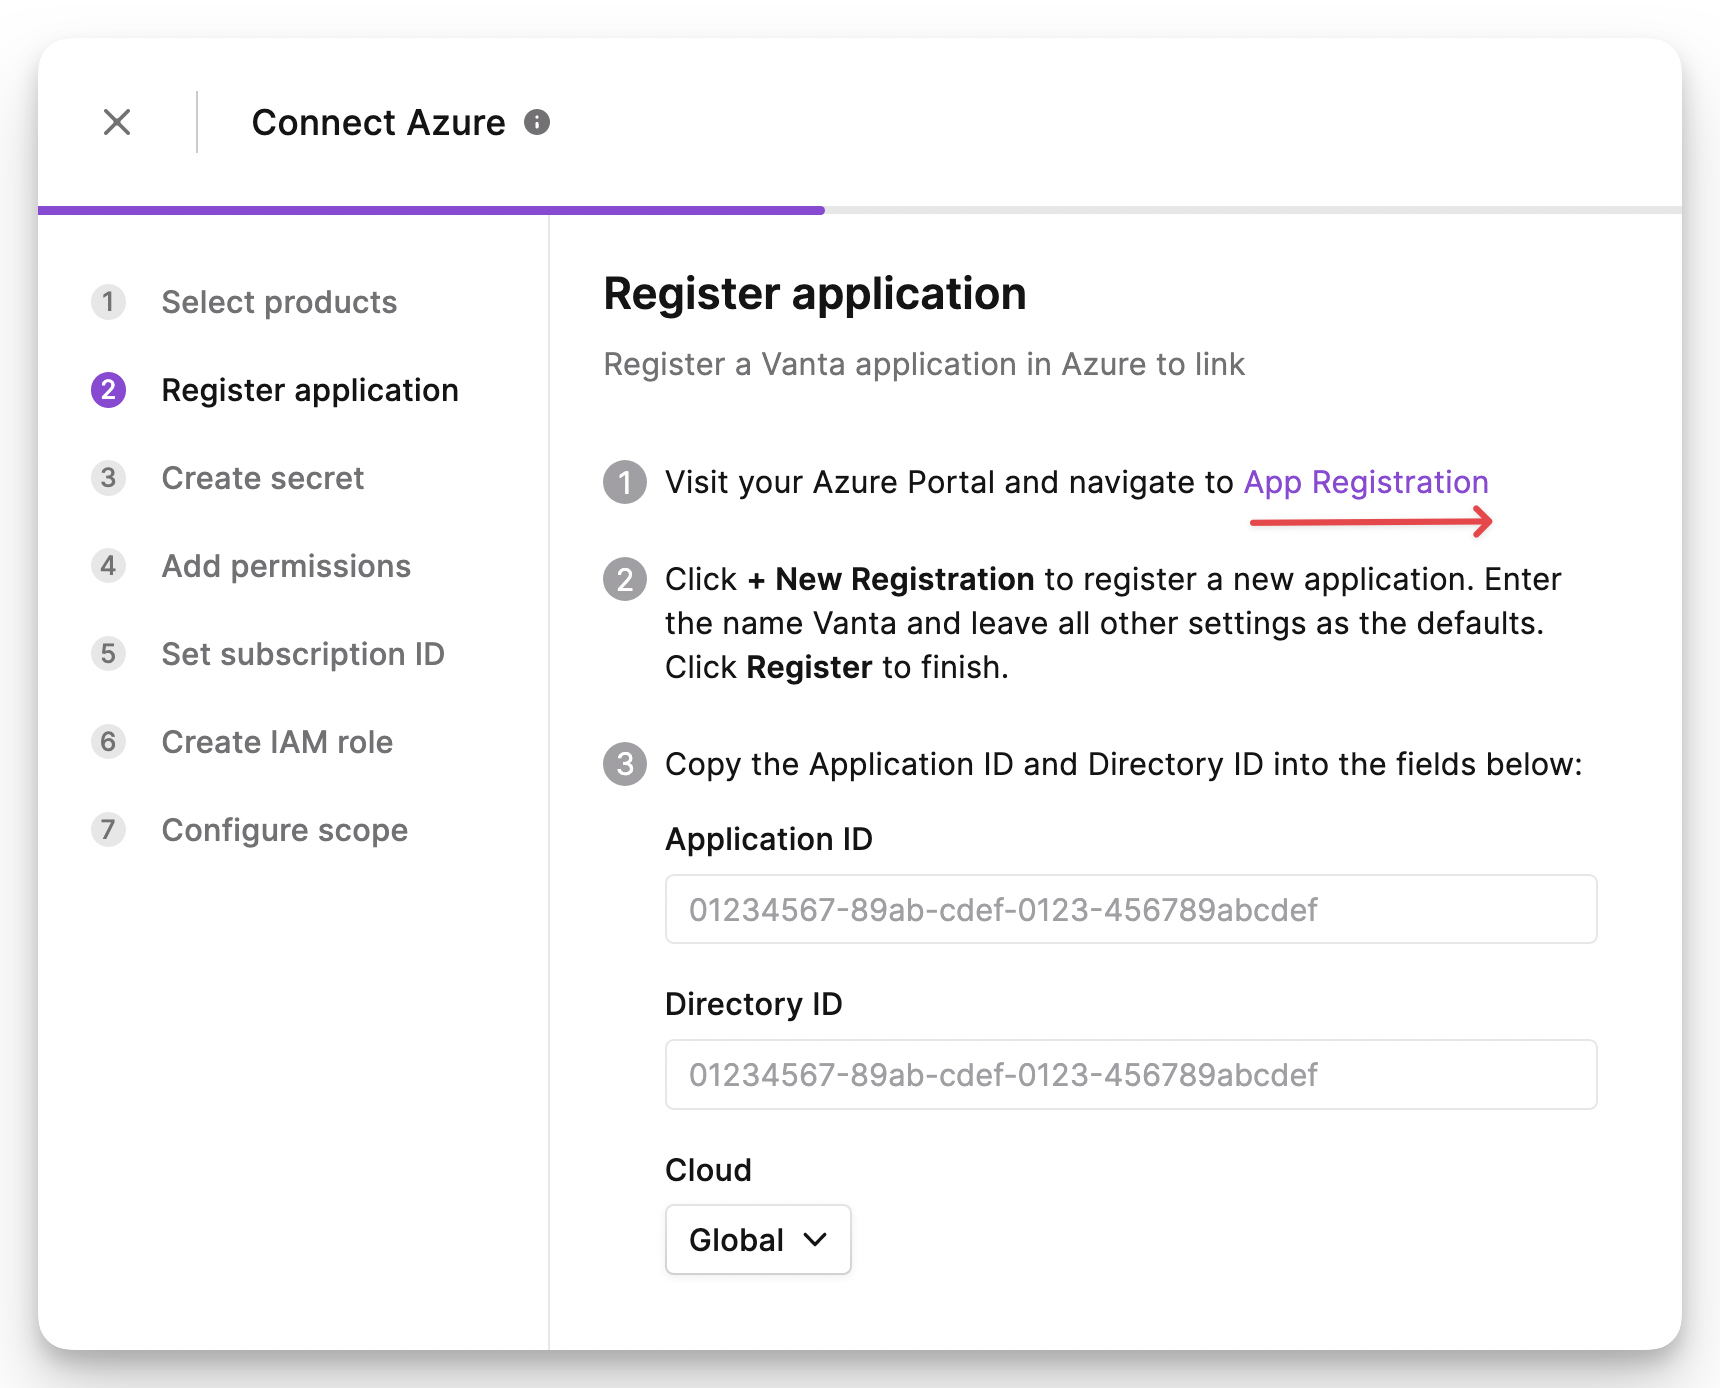 Connect Azure
1 Select products
2 Register application
3 Create secret
4 Add permissions
5 Set subscription ID
6 Create IAM role
7 Configure scope
Register application
Register a Vanta application in Azure to link
1 Visit your Azure Portal and navigate to App Registration
2 Click + New Registration to register a new application. Enter
the name Vanta and leave all other settings as the defaults.
Click Register to finish.
3 Copy the Application ID and Directory ID into the fields below:
Application ID
01234567-89ab-cdef-0123-456789abcdef
Directory ID
01234567-89ab-cdef-0123-456789abcdef
Cloud
Global